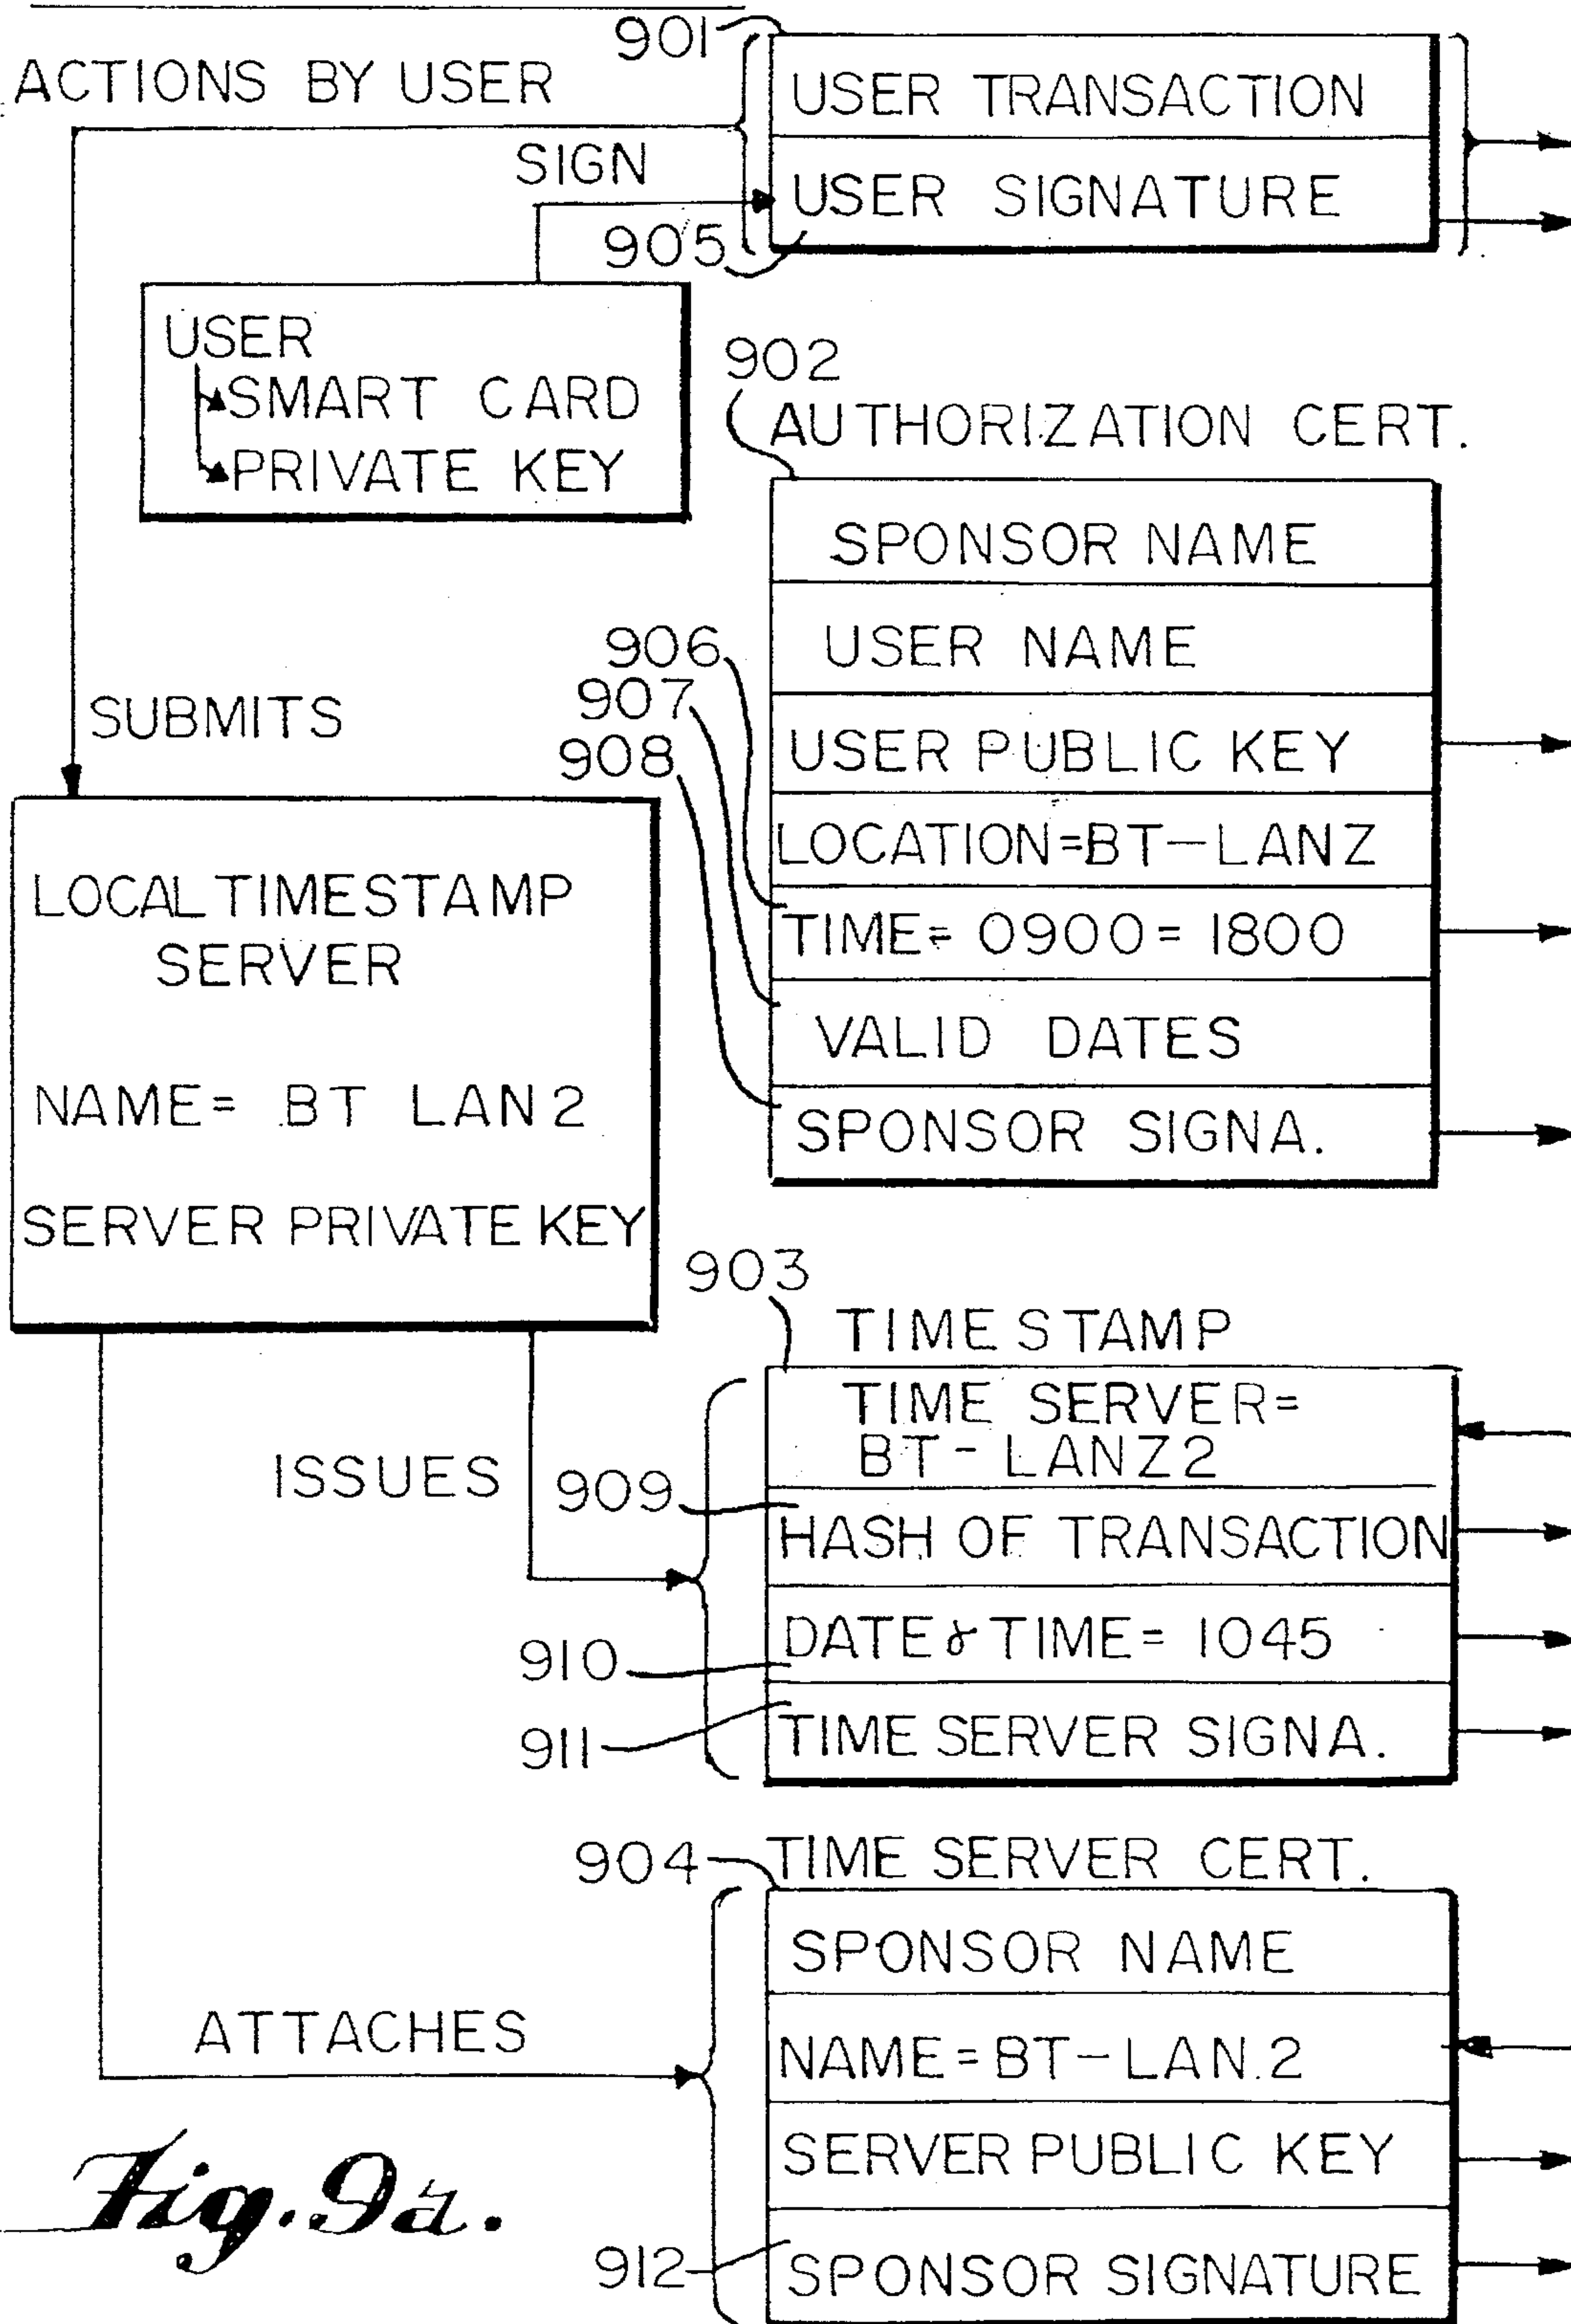 901
ACTIONS BY USER
USER TRANSACTION
SIGN
USER SIGNATURE
905
USER
SMART CARD
PRIVATE KEY
902
AUTHORIZATION CERT.
SPONSOR NAME
906
USER NAME
907
SUBMITS
908
USER PUBLIC KEY
LOCATION=BT-LANZ
TIME= 0900= 1800
VALID DATES
SPONSOR SIGNA.
LOCAL TIMESTAMP
SERVER
NAME= BT LAN2
SERVER PRIVATE KEY
903
TIMESTAMP
TIME SERVER=
BT-LANZ2
ISSUES
909
HASH OF TRANSACTION
910
DATE & TIME= 1045
911
TIME SERVER SIGNA.
904
TIME SERVER CERT.
SPONSOR NAME
ATTACHES
NAME=BT-LAN.2
SERVER PUBLIC KEY
912
SPONSOR SIGNATURE
Fig. 9a.